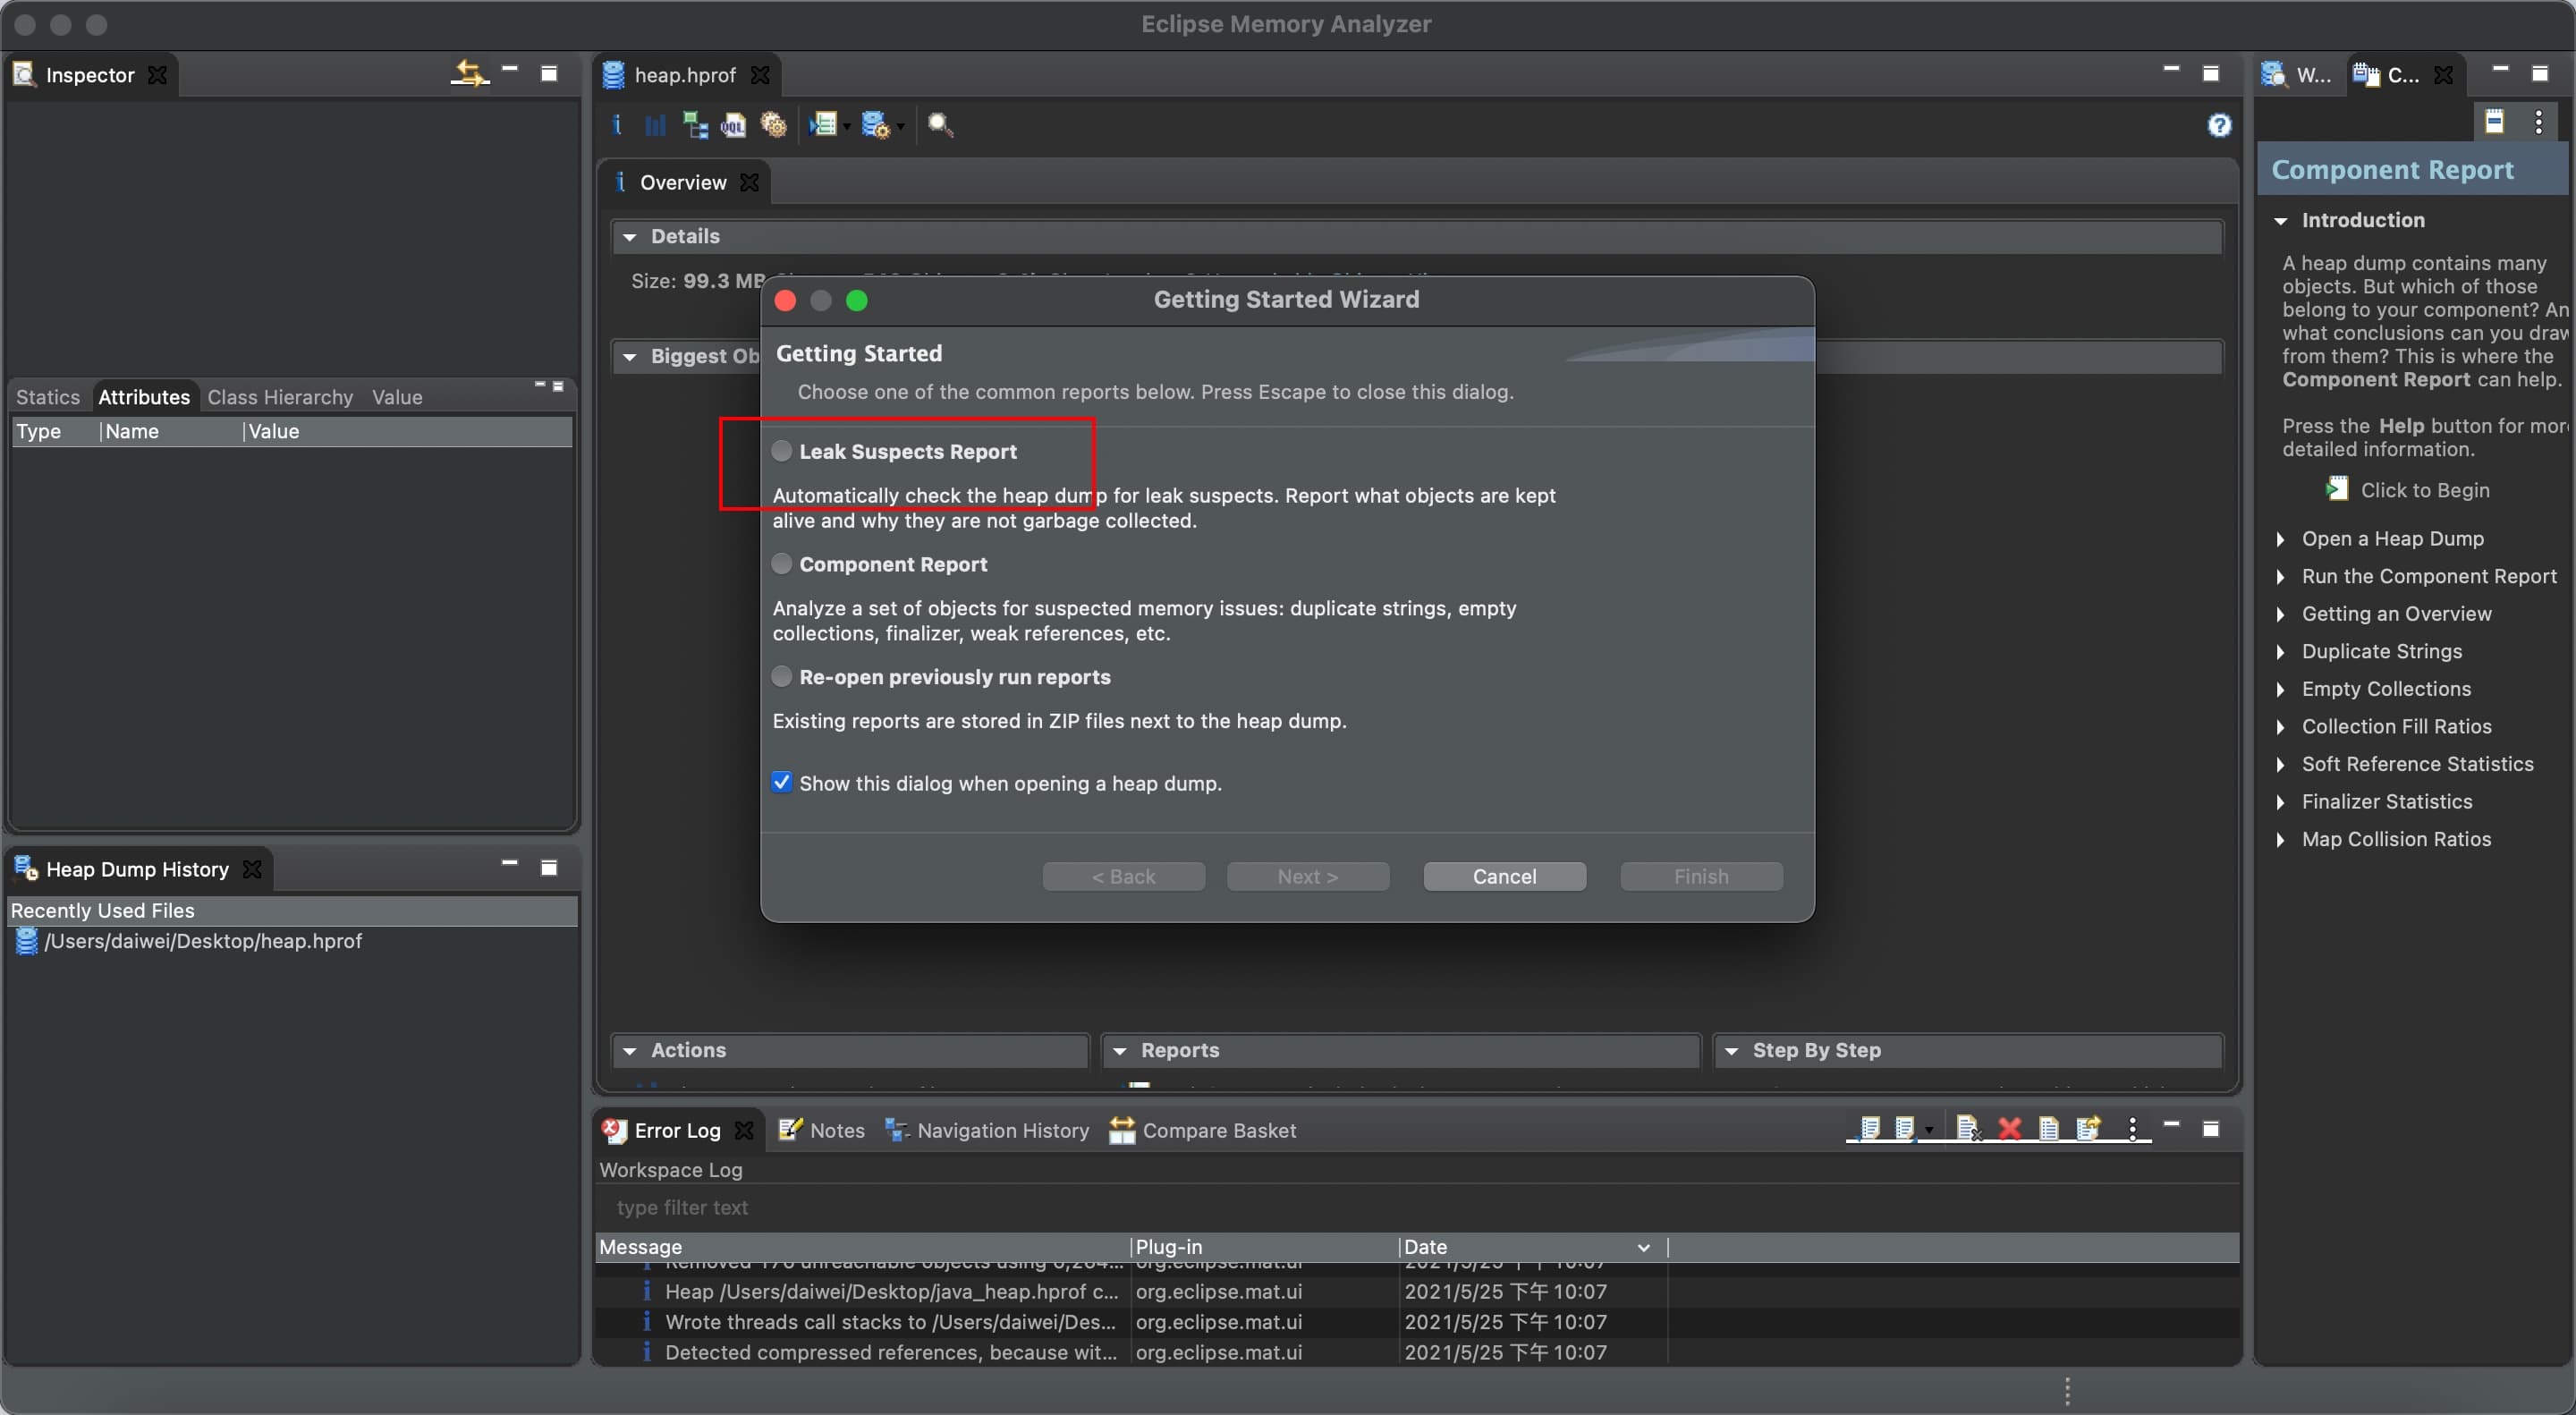 Eclipse Memory Analyzer
Inspector
heap.hprof
W...
C...
Overview
Component Report
Details
Introduction
Size: 99.3 MB
A heap dump contains many
objects. But which of those
belong to your component? An
what conclusions can you draw
from them? This is where the
Component Report can help.
Press the Help button for more
detailed information.
Click to Begin
Open a Heap Dump
Run the Component Report
Getting an Overview
Duplicate Strings
Empty Collections
Collection Fill Ratios
Soft Reference Statistics
Finalizer Statistics
Map Collision Ratios
Biggest Ob
Getting Started Wizard
Getting Started
Choose one of the common reports below. Press Escape to close this dialog.
Leak Suspects Report
Automatically check the heap dump for leak suspects. Report what objects are kept
alive and why they are not garbage collected.
Component Report
Analyze a set of objects for suspected memory issues: duplicate strings, empty
collections, finalizer, weak references, etc.
Re-open previously run reports
Existing reports are stored in ZIP files next to the heap dump.
Show this dialog when opening a heap dump.
< Back Next > Cancel Finish
Statics Attributes Class Hierarchy Value
Type Name Value
Heap Dump History
Recently Used Files
/Users/daiwei/Desktop/heap.hprof
Actions Reports Step By Step
Error Log Notes Navigation History Compare Basket
Workspace Log
type filter text
Message Plug-in Date
Removed 176 unreachable objects using org.eclipse.mat.ui 2021/5/25 下午 10:07
Heap /Users/daiwei/Desktop/java_heap.hprof c... org.eclipse.mat.ui 2021/5/25 下午 10:07
Wrote threads call stacks to /Users/daiwei/Des... org.eclipse.mat.ui 2021/5/25 下午 10:07
Detected compressed references, because wit... org.eclipse.mat.ui 2021/5/25 下午 10:07